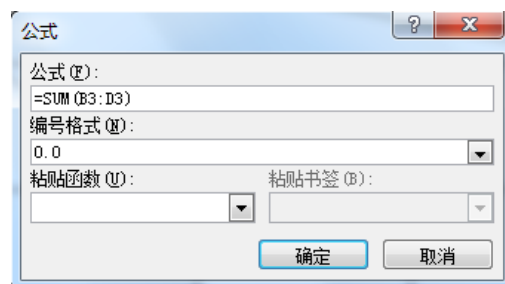 公式
公式(F):
=SUM(B3:D3)
编号格式(N):
0.0
粘贴函数(U): 粘贴书签(B):
确定 取消